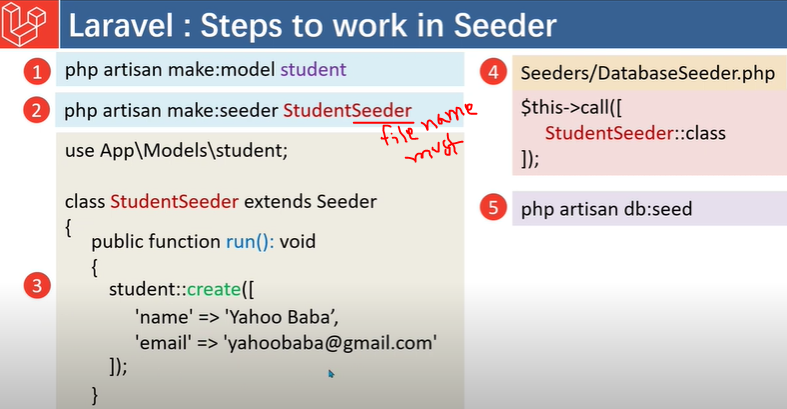 Laravel : Steps to work in Seeder
1
php artisan make:model student
2
php artisan make:seeder StudentSeeder
file name
must
3
use App\Models\student;
class StudentSeeder extends Seeder
{
public function run(): void
{
student::create([
'name' => 'Yahoo Baba’,
'email' => 'yahoobaba@gmail.com'
]);
}
4
Seeders/DatabaseSeeder.php
$this->call([
StudentSeeder::class
]);
5
php artisan db:seed